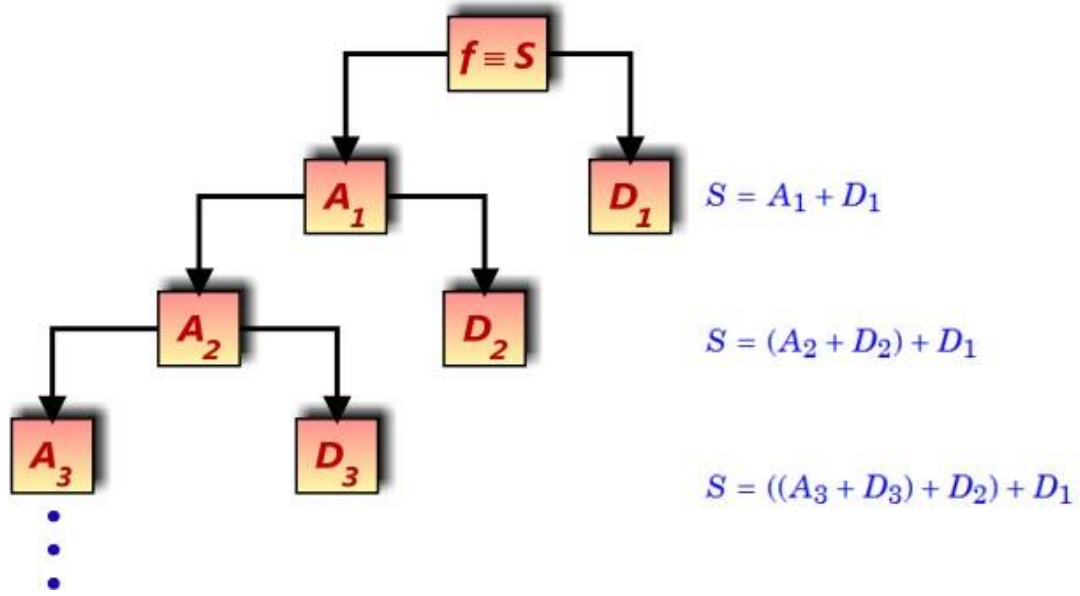 f ≡ S
A₁
D₁
S = A₁ + D₁
A₂
D₂
S = (A₂ + D₂) + D₁
A₃
D₃
S = ((A₃ + D₃) + D₂) + D₁